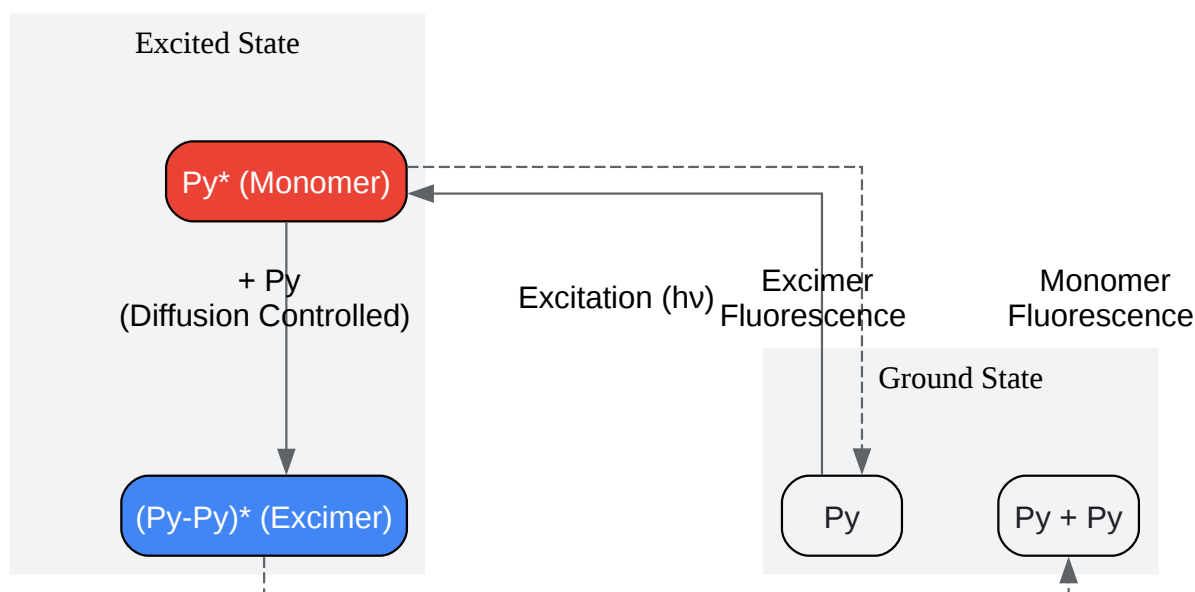 Excited State
Py* (Monomer)
+ Py
(Diffusion Controlled)
Excitation (hν)
Excimer
Fluorescence
Monomer
Fluorescence
Ground State
(Py-Py)* (Excimer)
Py
Py + Py